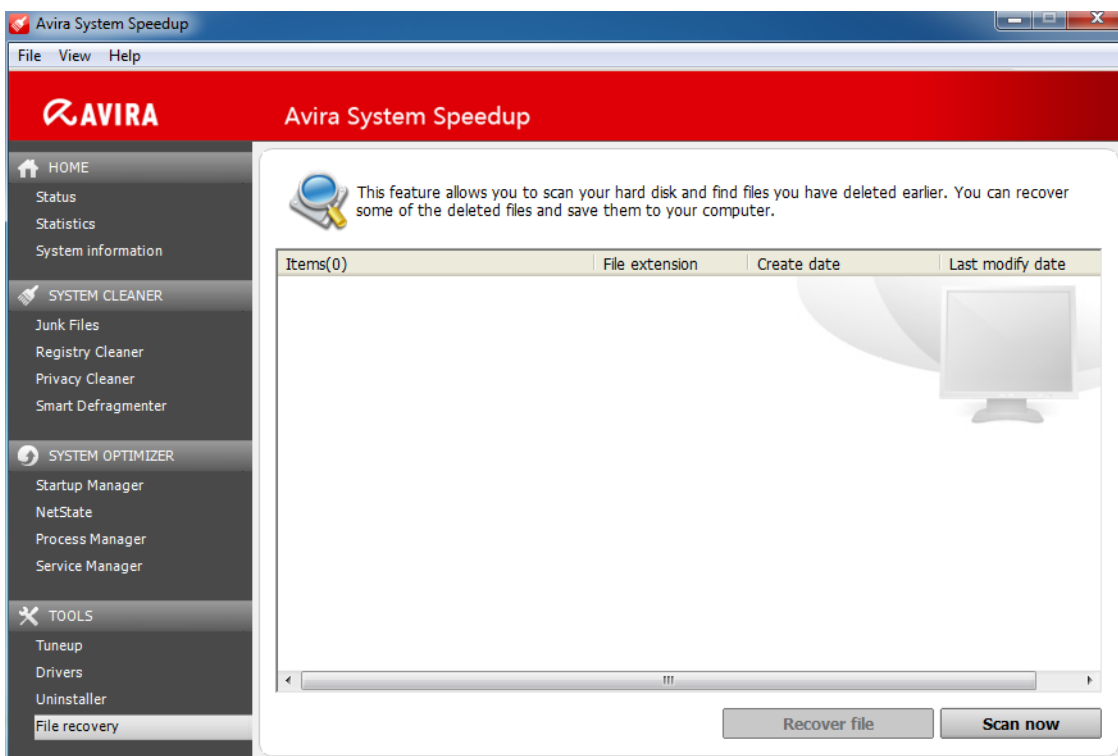 Avira System Speedup
File View Help
AVIRA
Avira System Speedup
HOME
Status
Statistics
System information
SYSTEM CLEANER
Junk Files
Registry Cleaner
Privacy Cleaner
Smart Defragmenter
SYSTEM OPTIMIZER
Startup Manager
NetState
Process Manager
Service Manager
TOOLS
Tuneup
Drivers
Uninstaller
File recovery
This feature allows you to scan your hard disk and find files you have deleted earlier. You can recover
some of the deleted files and save them to your computer.
Items(0) File extension Create date Last modify date
Recover file Scan now